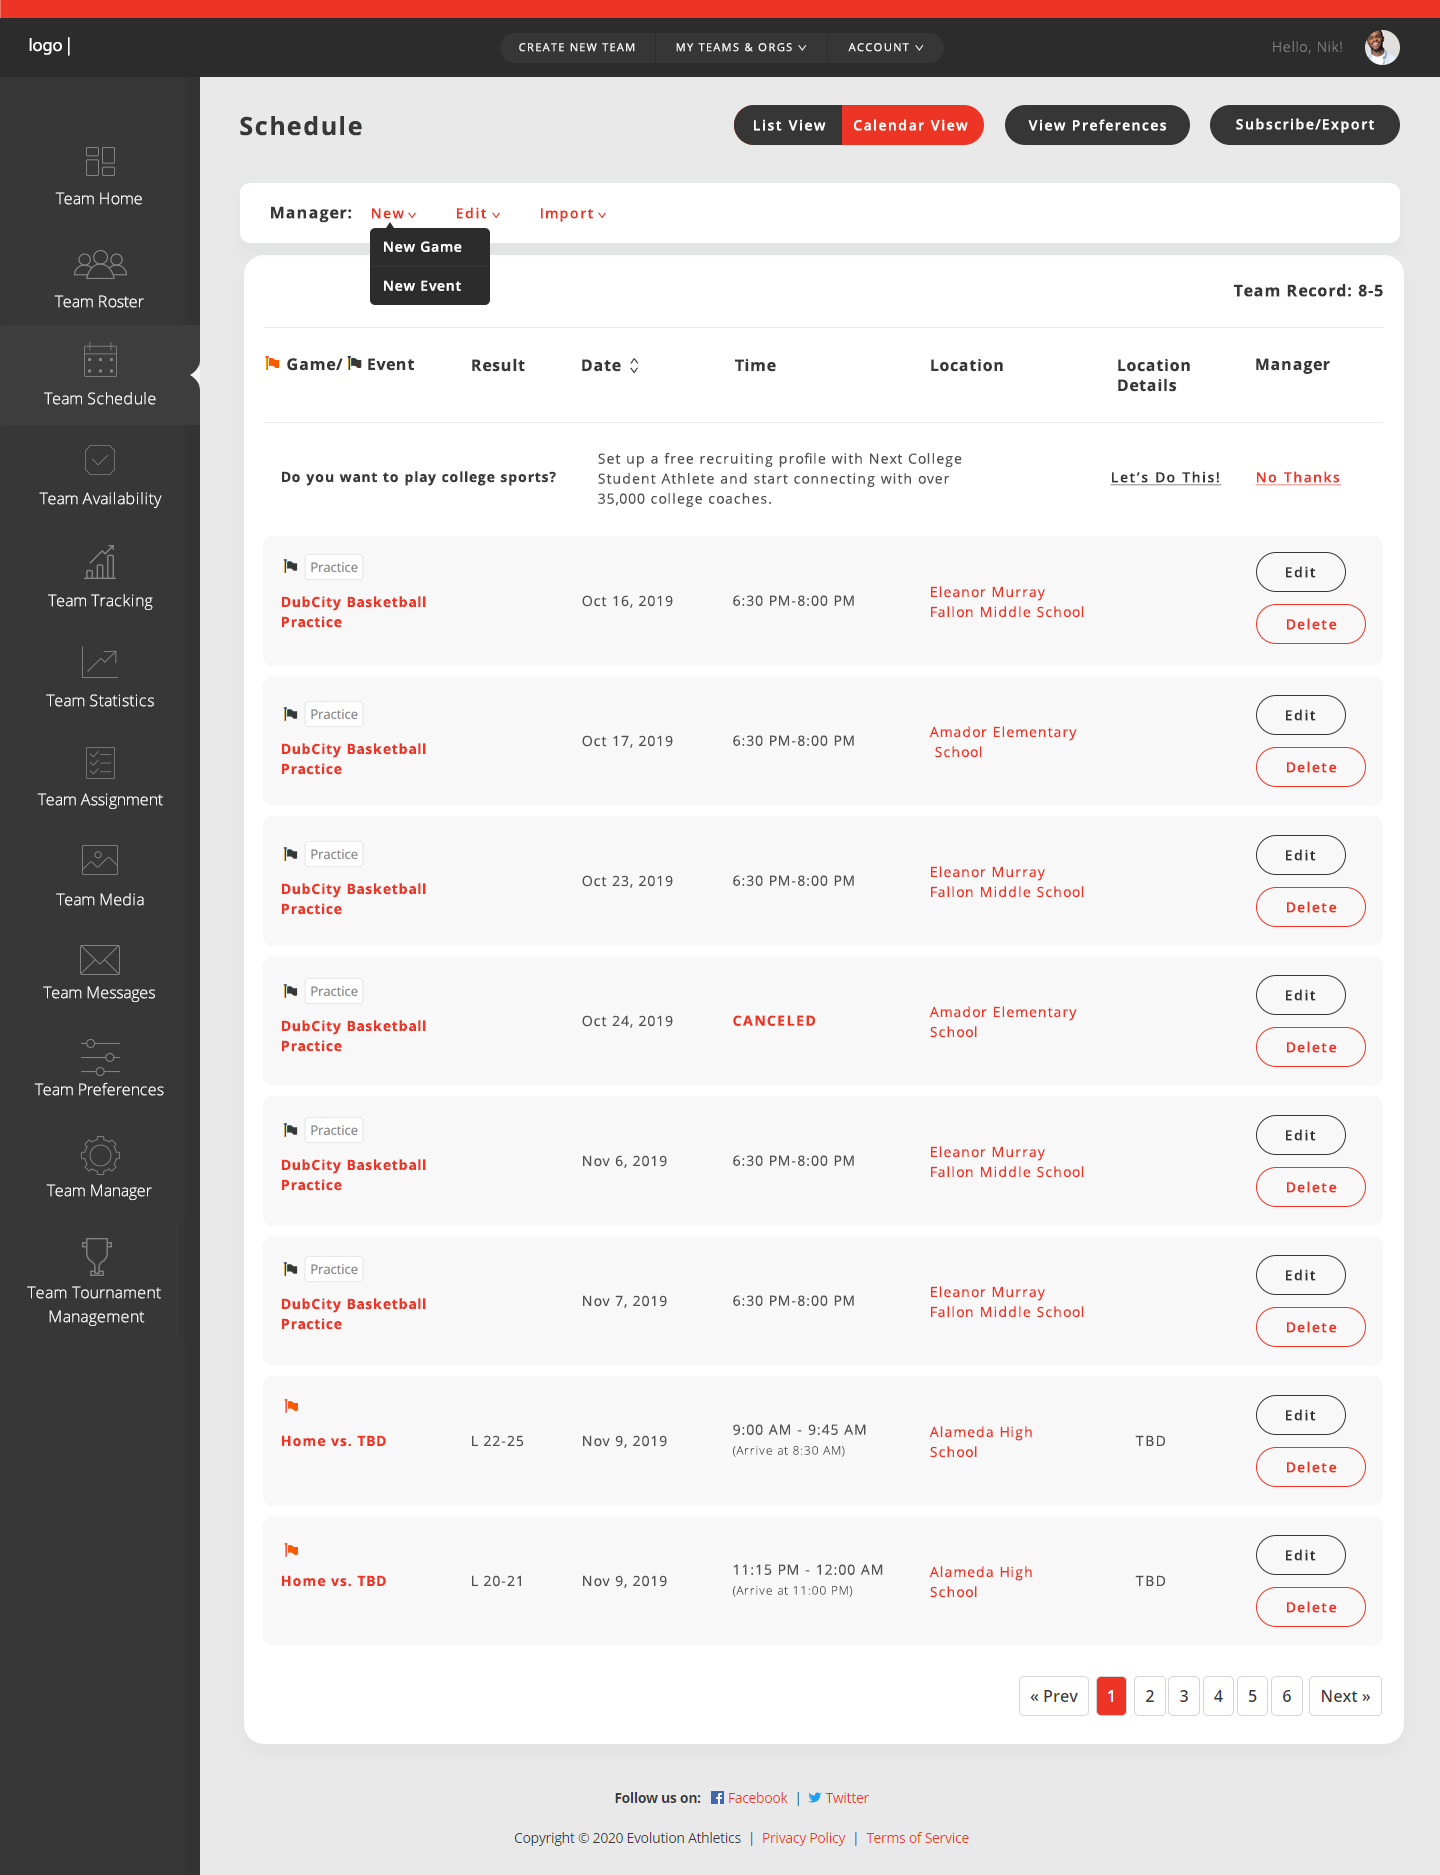 logo |
CREATE NEW TEAM
MY TEAMS & ORGS
ACCOUNT
Hello, Nik!
Team Home
Team Roster
Team Schedule
Team Availability
Team Tracking
Team Statistics
Team Assignment
Team Media
Team Messages
Team Preferences
Team Manager
Team Tournament
Management
Schedule
List View
Calendar View
View Preferences
Subscribe/Export
Manager:
New
Edit
Import
New Game
New Event
Team Record: 8-5
Game/ Event
Result
Date
Time
Location
Location
Details
Manager
Do you want to play college sports?
Set up a free recruiting profile with Next College
Student Athlete and start connecting with over
35,000 college coaches.
Let's Do This!
No Thanks
Practice
DubCity Basketball
Practice
Oct 16, 2019
6:30 PM-8:00 PM
Eleanor Murray
Fallon Middle School
Edit
Delete
Practice
DubCity Basketball
Practice
Oct 17, 2019
6:30 PM-8:00 PM
Amador Elementary
School
Edit
Delete
Practice
DubCity Basketball
Practice
Oct 23, 2019
6:30 PM-8:00 PM
Eleanor Murray
Fallon Middle School
Edit
Delete
Practice
DubCity Basketball
Practice
Oct 24, 2019
CANCELED
Amador Elementary
School
Edit
Delete
Practice
DubCity Basketball
Practice
Nov 6, 2019
6:30 PM-8:00 PM
Eleanor Murray
Fallon Middle School
Edit
Delete
Practice
DubCity Basketball
Practice
Nov 7, 2019
6:30 PM-8:00 PM
Eleanor Murray
Fallon Middle School
Edit
Delete
Home vs. TBD
L 22-25
Nov 9, 2019
9:00 AM - 9:45 AM
(Arrive at 8:30 AM)
Alameda High
School
TBD
Edit
Delete
Home vs. TBD
L 20-21
Nov 9, 2019
11:15 PM - 12:00 AM
(Arrive at 11:00 PM)
Alameda High
School
TBD
Edit
Delete
« Prev 1 2 3 4 5 6 Next »
Follow us on: Facebook | Twitter
Copyright © 2020 Evolution Athletics | Privacy Policy | Terms of Service